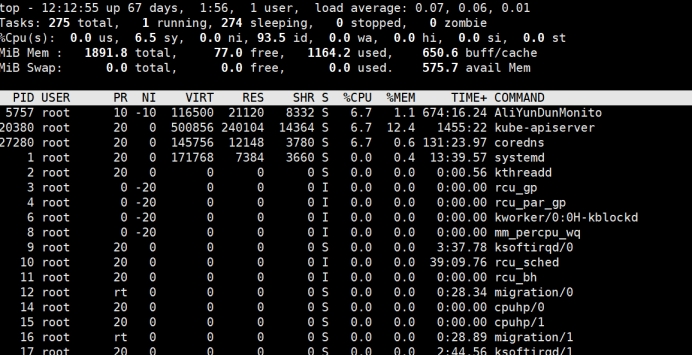 top - 12:12:55 up 67 days,  1:56,  1 user,  load average: 0.07, 0.06, 0.01
Tasks: 275 total,   1 running, 274 sleeping,   0 stopped,   0 zombie
%Cpu(s):  0.0 us,  6.5 sy,  0.0 ni, 93.5 id,  0.0 wa,  0.0 hi,  0.0 si,  0.0 st
MiB Mem :   1891.8 total,     77.0 free,   1164.2 used,    650.6 buff/cache
MiB Swap:      0.0 total,      0.0 free,      0.0 used.    575.7 avail Mem
PID USER      PR  NI    VIRT    RES    SHR S  %CPU  %MEM     TIME+ COMMAND
5757 root      10 -10  116500  21120   8332 S   6.7   1.1 674:16.24 AliYunDunMonito
20380 root      20   0  500856 240104  14364 S   6.7  12.4   1455:22 kube-apiserver
27280 root      20   0  145756  12148   3780 S   6.7   0.6 131:23.97 coredns
1 root      20   0  171768   7384   3660 S   0.0   0.4  13:39.57 systemd
2 root      20   0       0      0      0 S   0.0   0.0   0:00.56 kthreadd
3 root       0 -20       0      0      0 I   0.0   0.0   0:00.00 rcu_gp
4 root       0 -20       0      0      0 I   0.0   0.0   0:00.00 rcu_par_gp
6 root       0 -20       0      0      0 I   0.0   0.0   0:00.00 kworker/0:0H-kblockd
8 root       0 -20       0      0      0 I   0.0   0.0   0:00.00 mm_percpu_wq
9 root      20   0       0      0      0 S   0.0   0.0   3:37.78 ksoftirqd/0
10 root      20   0       0      0      0 I   0.0   0.0  39:09.76 rcu_sched
11 root      20   0       0      0      0 I   0.0   0.0   0:00.00 rcu_bh
12 root      rt   0       0      0      0 S   0.0   0.0   0:28.34 migration/0
14 root      20   0       0      0      0 S   0.0   0.0   0:00.00 cpuhp/0
15 root      20   0       0      0      0 S   0.0   0.0   0:00.00 cpuhp/1
16 root      rt   0       0      0      0 S   0.0   0.0   0:28.89 migration/1
17 root      20   0       0      0      0 S   0.0   0.0   2:44.56 ksoftirqd/1